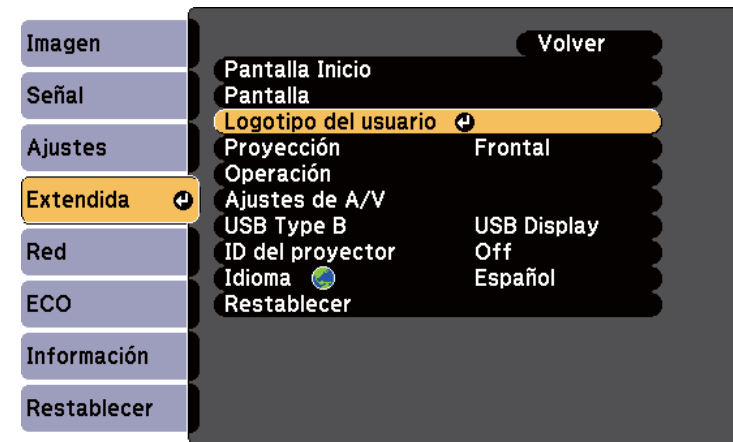 Imagen
Señal
Ajustes
Extendida
Red
ECO
Información
Restablecer
Volver
Pantalla Inicio
Pantalla
Logotipo del usuario
Proyección Frontal
Operación
Ajustes de A/V
USB Type B USB Display
ID del proyector Off
Idioma Español
Restablecer